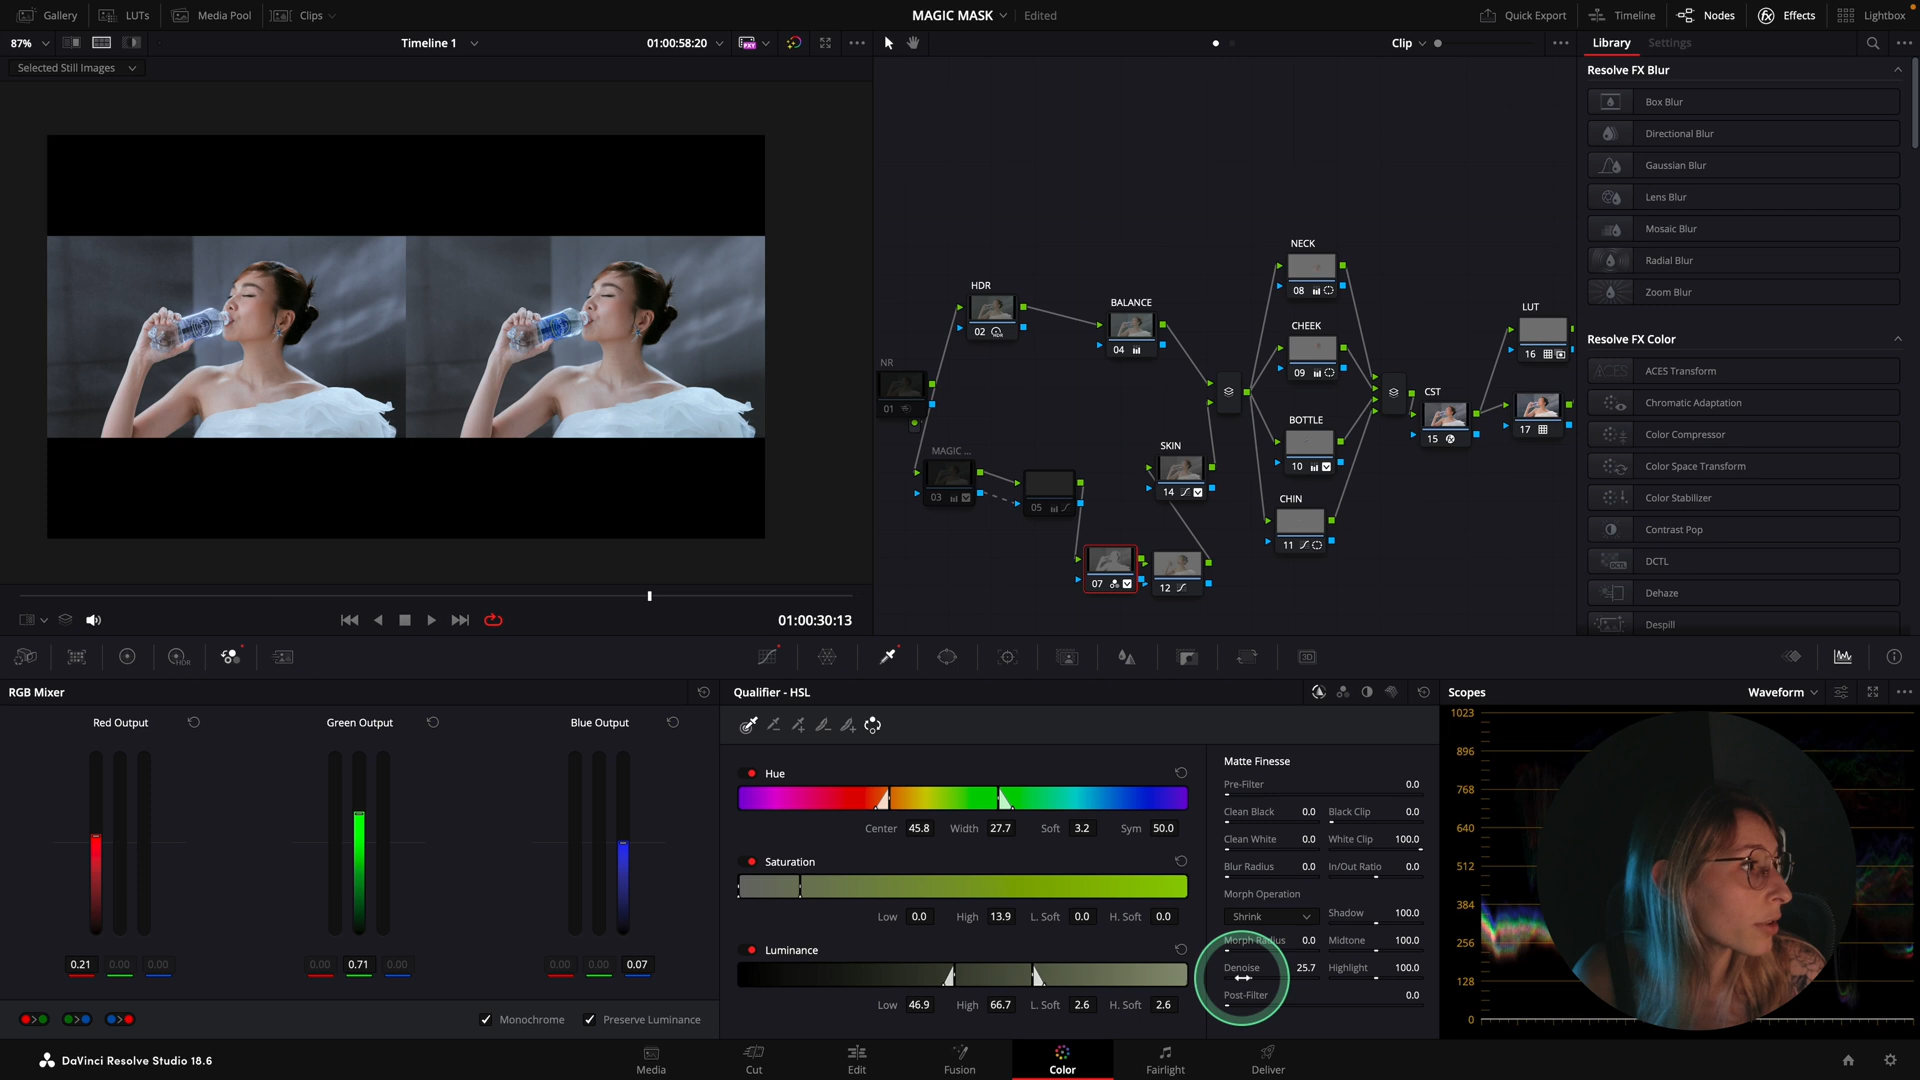 Gallery LUTs Media Pool Clips MAGIC MASK Edited Quick Export Timeline Nodes Effects Lightbox
87% Timeline 1 01:00:58:20 Clip Library Settings
Selected Still Images
Resolve FX Blur
Box Blur
Directional Blur
Gaussian Blur
Lens Blur
Mosaic Blur
Radial Blur
Zoom Blur
Resolve FX Color
ACES Transform
Chromatic Adaptation
Color Compressor
Color Space Transform
Color Stabilizer
Contrast Pop
DCTL
Dehaze
Despill
NR
01
HDR
02
MAGIC ...
03
BALANCE
04
05
07
12
SKIN
14
NECK
08
CHEEK
09
BOTTLE
10
CHIN
11
CST
15
LUT
16
17
01:00:30:13
RGB Mixer
Red Output Green Output Blue Output
0.21 0.00 0.00 0.00 0.71 0.00 0.00 0.00 0.07
Monochrome Preserve Luminance
Qualifier - HSL
Hue
Center 45.8 Width 27.7 Soft 3.2 Sym 50.0
Saturation
Low 0.0 High 13.9 L. Soft 0.0 H. Soft 0.0
Luminance
Low 46.9 High 66.7 L. Soft 2.6 H. Soft 2.6
Matte Finesse
Pre-Filter 0.0
Clean Black 0.0 Black Clip 0.0
Clean White 0.0 White Clip 100.0
Blur Radius 0.0 In/Out Ratio 0.0
Morph Operation
Shrink Shadow 100.0
Morph Radius 0.0 Midtone 100.0
Denoise 25.7 Highlight 100.0
Post-Filter 0.0
Scopes Waveform
1023
896
768
640
512
384
256
128
0
DaVinci Resolve Studio 18.6
Media Cut Edit Fusion Color Fairlight Deliver